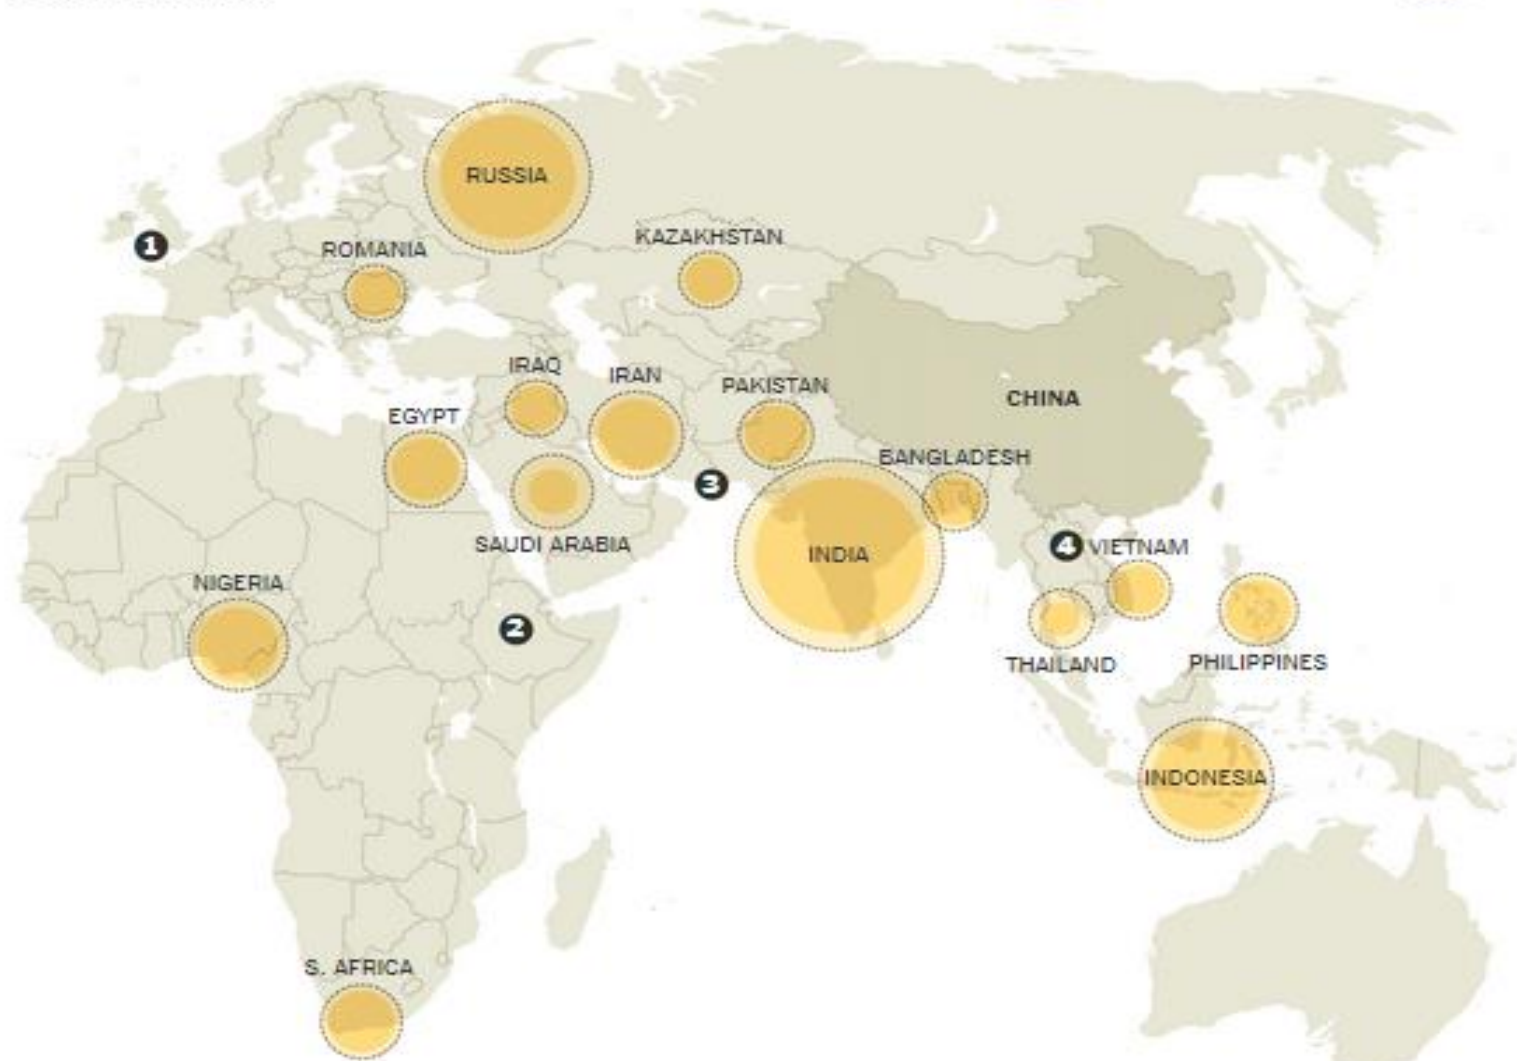 RUSSIA
KAZAKHSTAN
1
ROMANIA
IRAQ
IRAN
PAKISTAN
CHINA
EGYPT
BANGLADESH
3
SAUDI ARABIA
INDIA
4 VIETNAM
NIGERIA
2
THAILAND
PHILIPPINES
INDONESIA
S. AFRICA